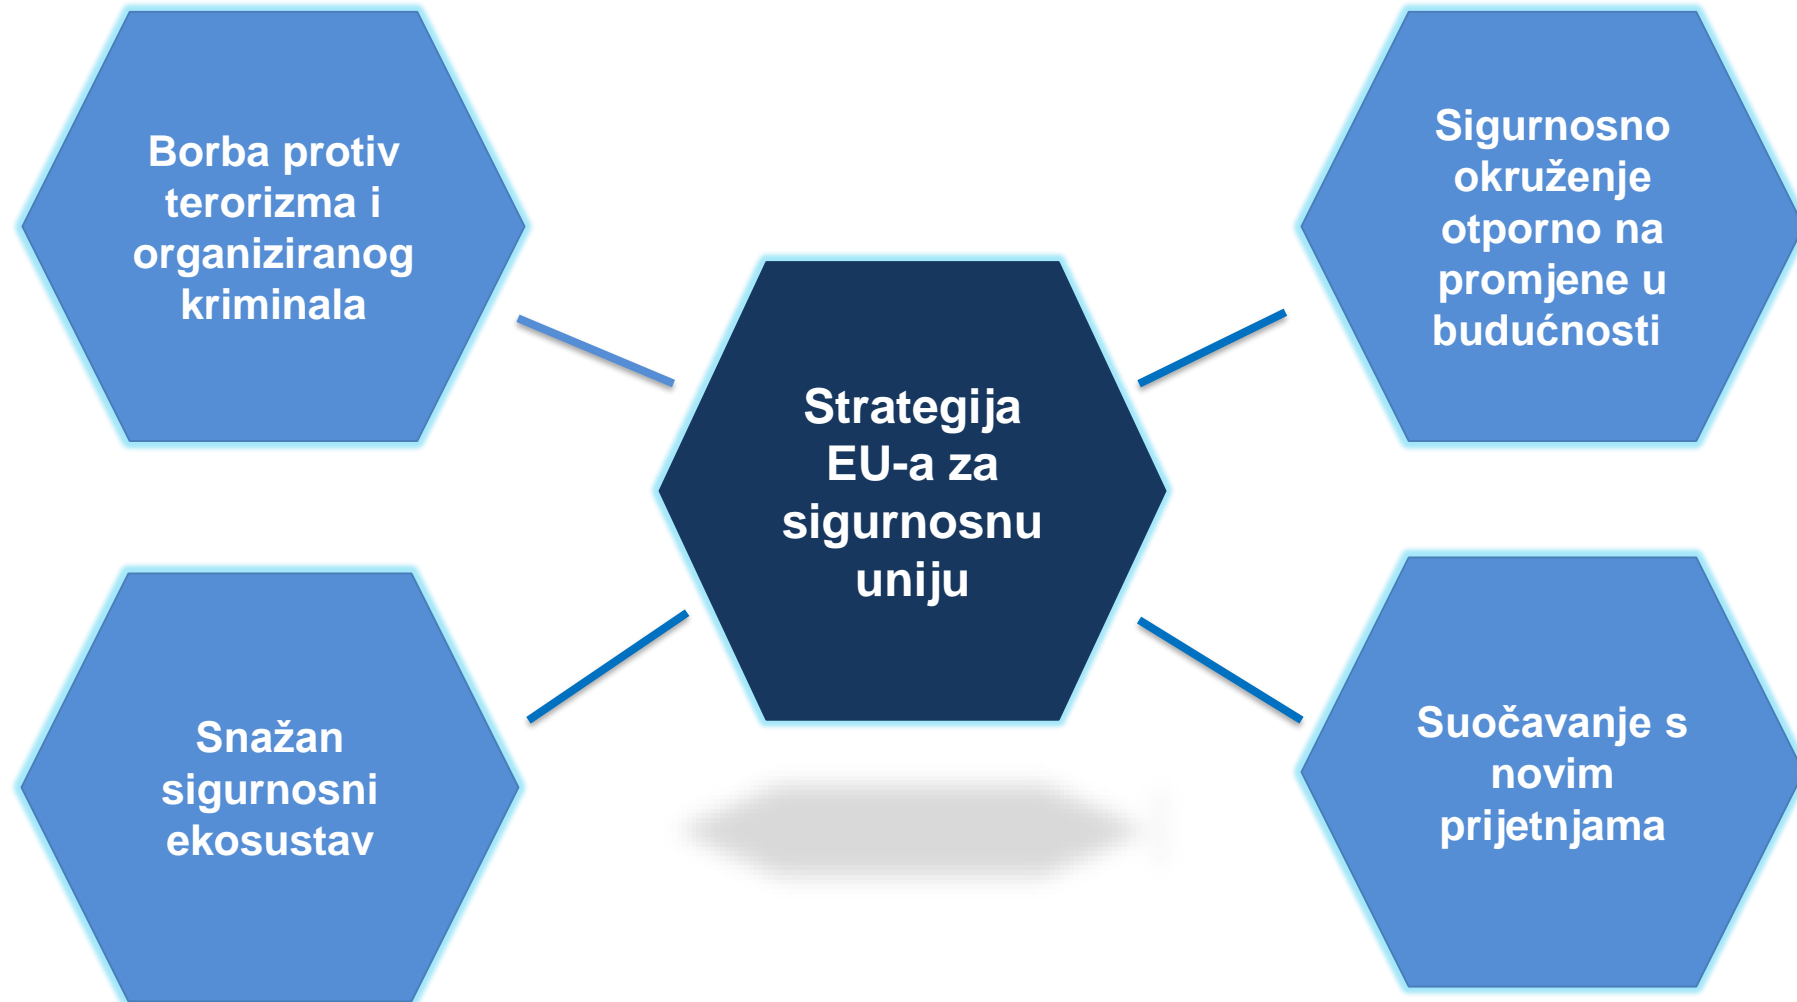 Borba protiv
terorizma i
organiziranog
kriminala
Sigurnosno
okruženje
otporno na
promjene u
budućnosti
Strategija
EU-a za
sigurnosnu
uniju
Snažan
sigurnosni
ekosustav
Suočavanje s
novim
prijetnjama